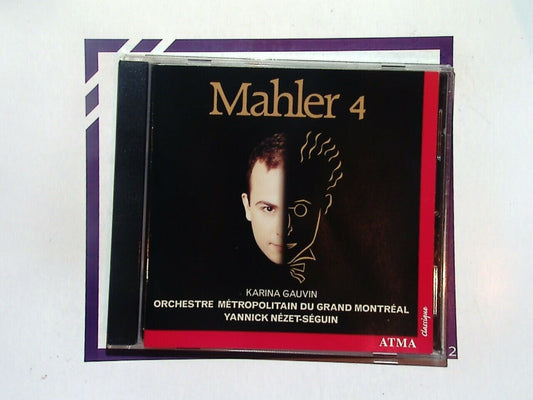 Mahler 4
KARINA GAUVIN
ORCHESTRE MÉTROPOLITAIN DU GRAND MONTRÉAL
YANNICK NÉZET-SÉGUIN
Classique
ATMA
2